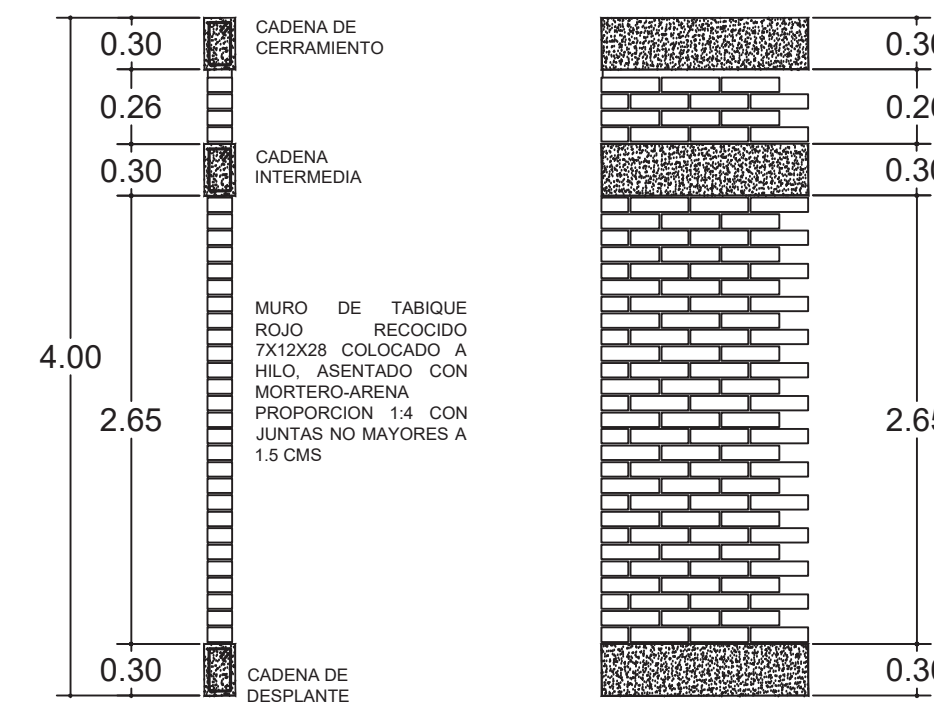 0.30
CADENA DE
CERRAMIENTO
0.26
0.30
CADENA
INTERMEDIA
4.00
2.65
MURO DE TABIQUE
ROJO RECOCIDO
7X12X28 COLOCADO A
HILO, ASENTADO CON
MORTERO-ARENA
PROPORCION 1:4 CON
JUNTAS NO MAYORES A
1.5 CMS
0.30
CADENA DE
DESPLANTE